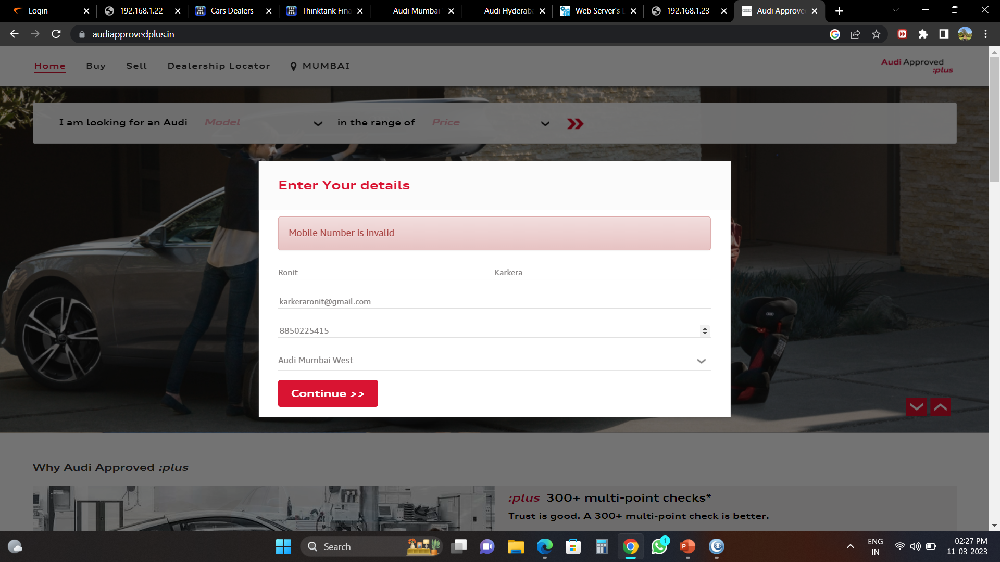 Login
192.168.1.22
Cars Dealers
Thinktank Fina
Audi Mumbai
Audi Hyderaba
Web Server's D
192.168.1.23
Audi Approve
audiapprovedplus.in
Home
Buy
Sell
Dealership Locator
MUMBAI
Audi Approved
:plus
I am looking for an Audi Model in the range of Price
Enter Your details
Mobile Number is invalid
Ronit
Karkera
karkeraronit@gmail.com
8850225415
Audi Mumbai West
Continue >>
Why Audi Approved :plus
:plus 300+ multi-point checks*
Trust is good. A 300+ multi-point check is better.
Search
1
ENG
IN
02:27 PM
11-03-2023